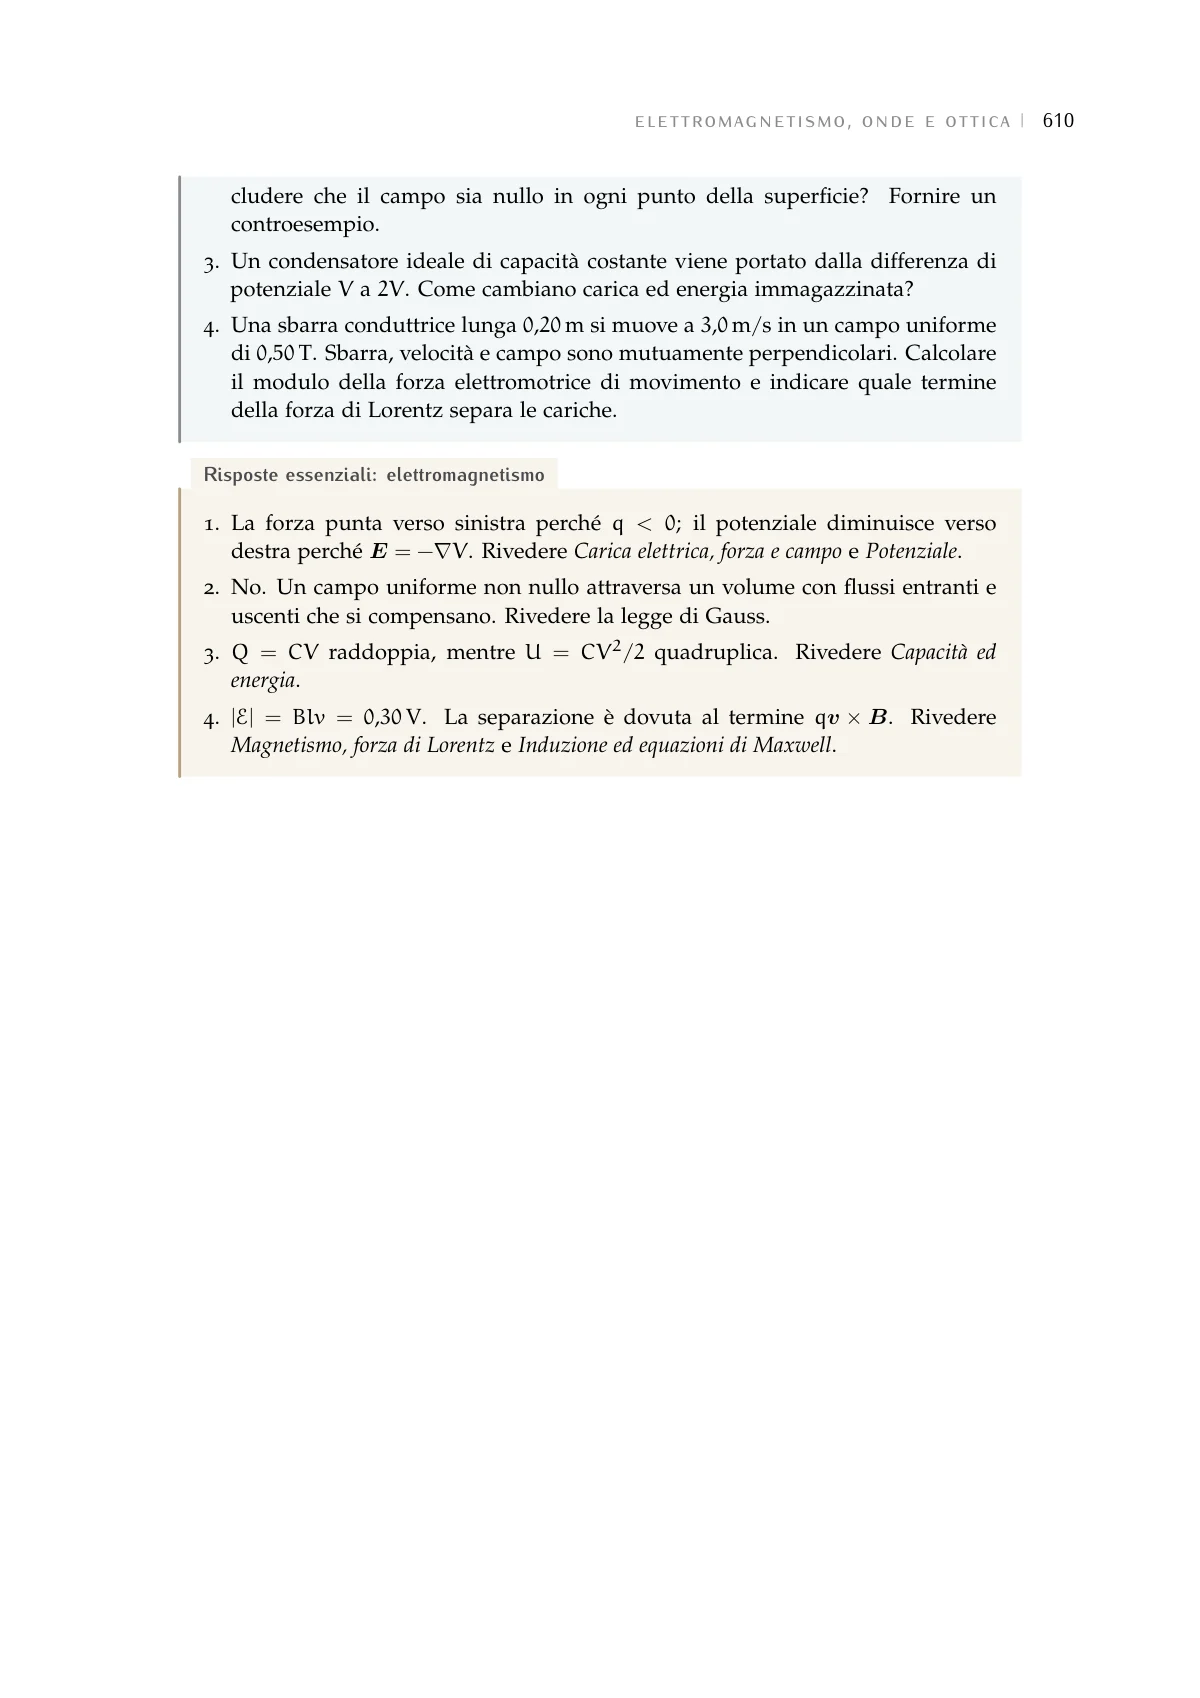 ELETTROMAGNETISMO, ONDE E OTTICA | 610
cludere che il campo sia nullo in ogni punto della superficie? Fornire un
controesempio.
3. Un condensatore ideale di capacità costante viene portato dalla differenza di
potenziale V a 2V. Come cambiano carica ed energia immagazzinata?
4. Una sbarra conduttrice lunga 0,20 m si muove a 3,0 m/s in un campo uniforme
di 0,50 T. Sbarra, velocità e campo sono mutuamente perpendicolari. Calcolare
il modulo della forza elettromotrice di movimento e indicare quale termine
della forza di Lorentz separa le cariche.
Risposte essenziali: elettromagnetismo
1. La forza punta verso sinistra perché q < 0; il potenziale diminuisce verso
destra perché E = −∇V. Rivedere Carica elettrica, forza e campo e Potenziale.
2. No. Un campo uniforme non nullo attraversa un volume con flussi entranti e
uscenti che si compensano. Rivedere la legge di Gauss.
3. Q = CV raddoppia, mentre U = CV²/2 quadruplica. Rivedere Capacità ed
energia.
4. |ℰ| = Blv = 0,30 V. La separazione è dovuta al termine qv × B. Rivedere
Magnetismo, forza di Lorentz e Induzione ed equazioni di Maxwell.